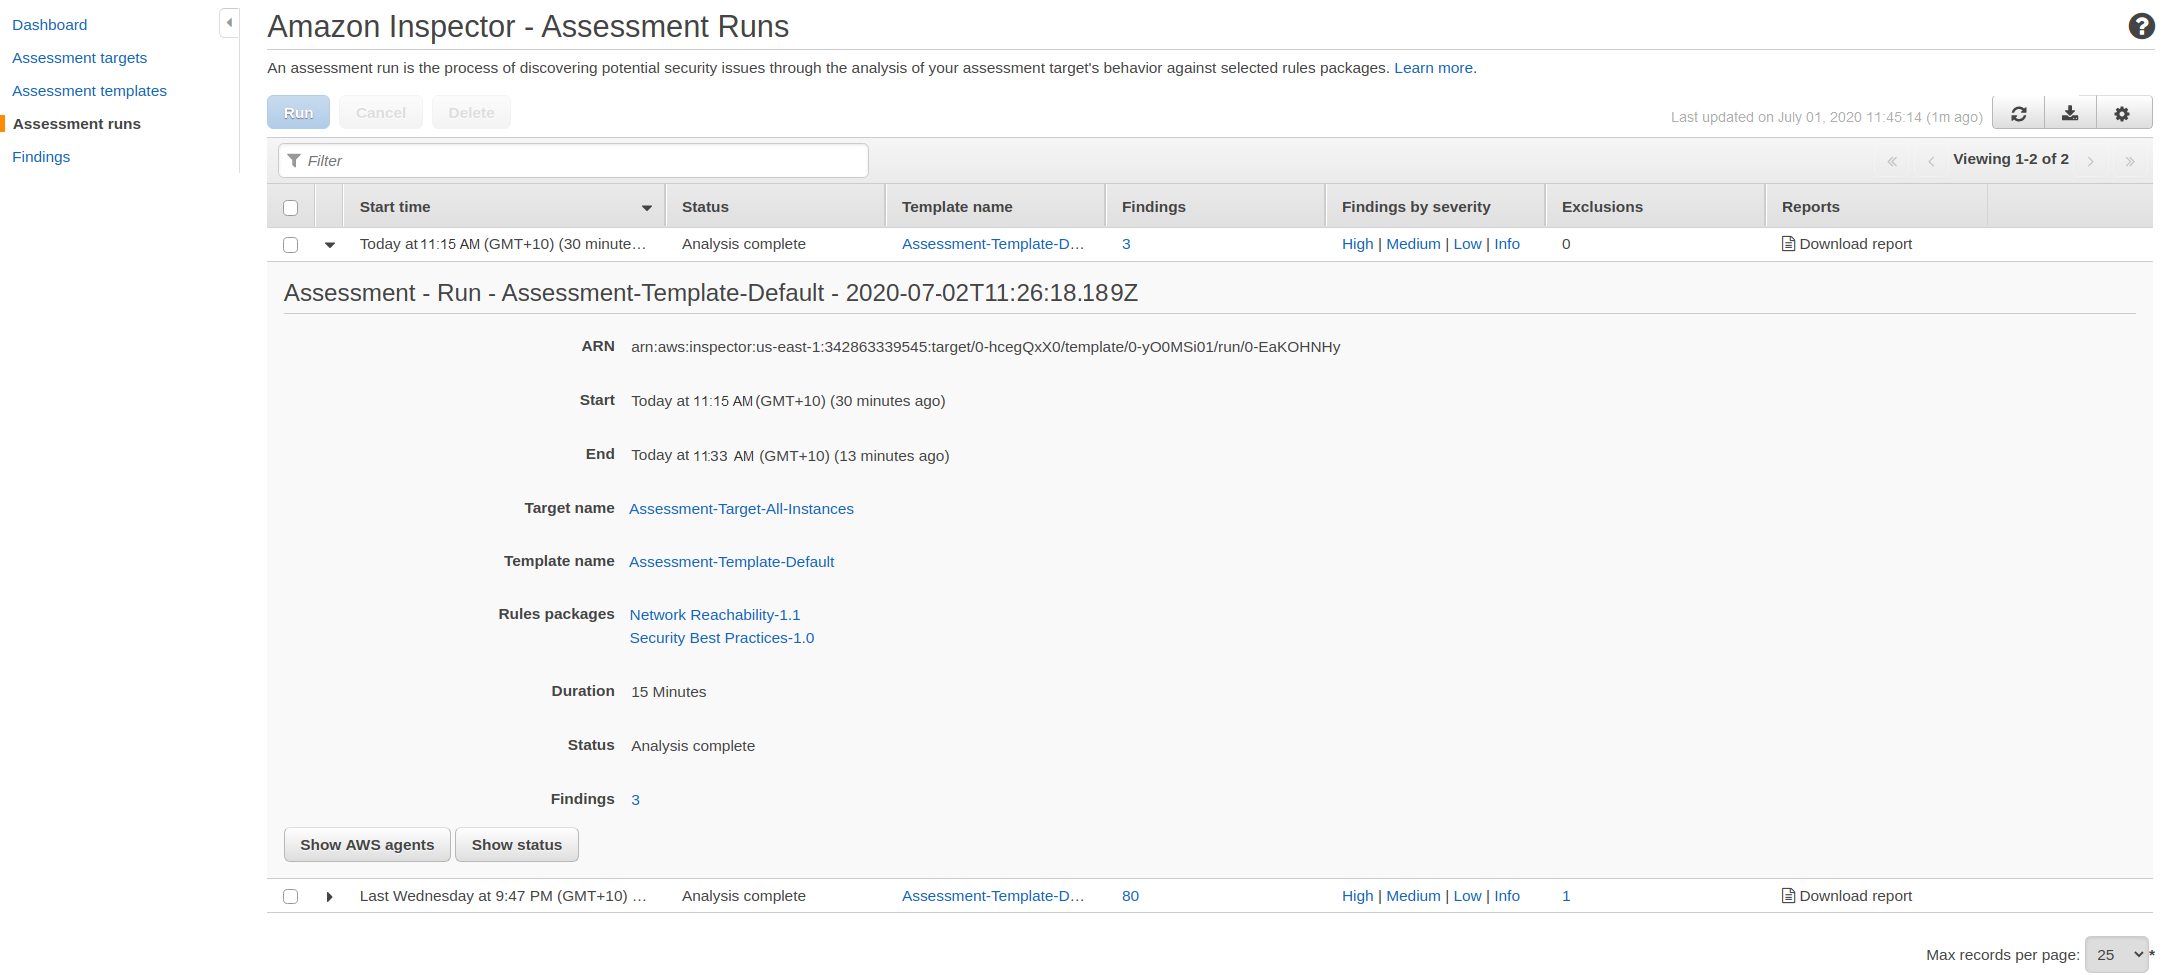 Dashboard
Assessment targets
Assessment templates
Assessment runs
Findings
Amazon Inspector - Assessment Runs
An assessment run is the process of discovering potential security issues through the analysis of your assessment target's behavior against selected rules packages. Learn more.
Run Cancel Delete
Last updated on July 01, 2020 11:45:14 (1m ago)
Filter
« ‹ Viewing 1-2 of 2 › »
Start time Status Template name Findings Findings by severity Exclusions Reports
Today at 11:15 AM (GMT+10) (30 minute… Analysis complete Assessment-Template-D… 3 High | Medium | Low | Info 0 Download report
Assessment - Run - Assessment-Template-Default - 2020-07-02T11:26:18.189Z
ARN arn:aws:inspector:us-east-1:342863339545:target/0-hcegQxX0/template/0-yO0MSi01/run/0-EaKOHNHy
Start Today at 11:15 AM (GMT+10) (30 minutes ago)
End Today at 11:33 AM (GMT+10) (13 minutes ago)
Target name Assessment-Target-All-Instances
Template name Assessment-Template-Default
Rules packages Network Reachability-1.1
Security Best Practices-1.0
Duration 15 Minutes
Status Analysis complete
Findings 3
Show AWS agents Show status
Last Wednesday at 9:47 PM (GMT+10) … Analysis complete Assessment-Template-D… 80 High | Medium | Low | Info 1 Download report
Max records per page: 25 *